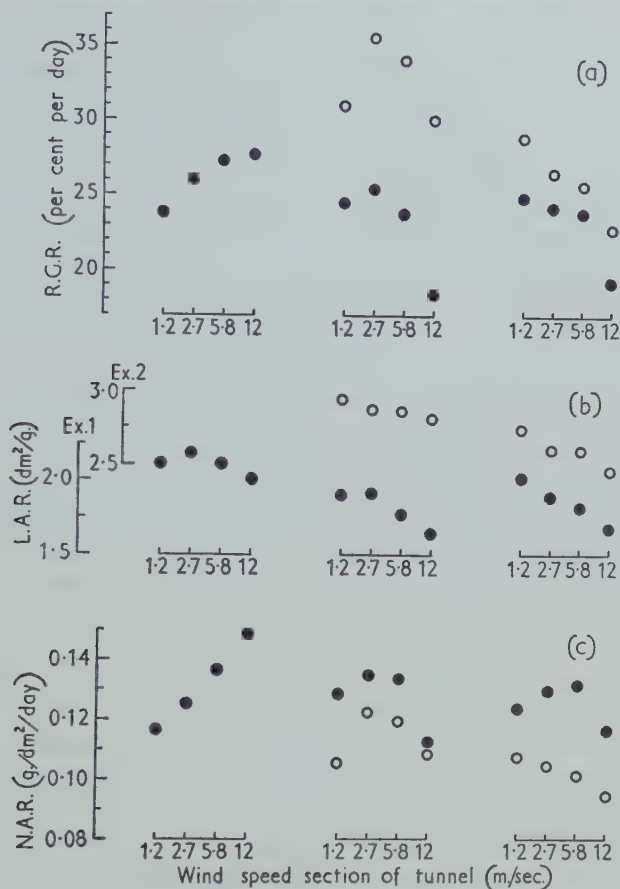 R.G.R. (per cent per day)
35
30
25
20
(a)
1·2 2·7 5·8 12
1·2 2·7 5·8 12
1·2 2·7 5·8 12
L.A.R. (dm²/g.)
Ex.1
Ex.2
3·0
2·5
2·0
1·5
(b)
1·2 2·7 5·8 12
1·2 2·7 5·8 12
1·2 2·7 5·8 12
N.A.R. (g./dm²/day)
0·14
0·12
0·10
0·08
(c)
1·2 2·7 5·8 12
1·2 2·7 5·8 12
1·2 2·7 5·8 12
Wind speed section of tunnel (m/sec.)